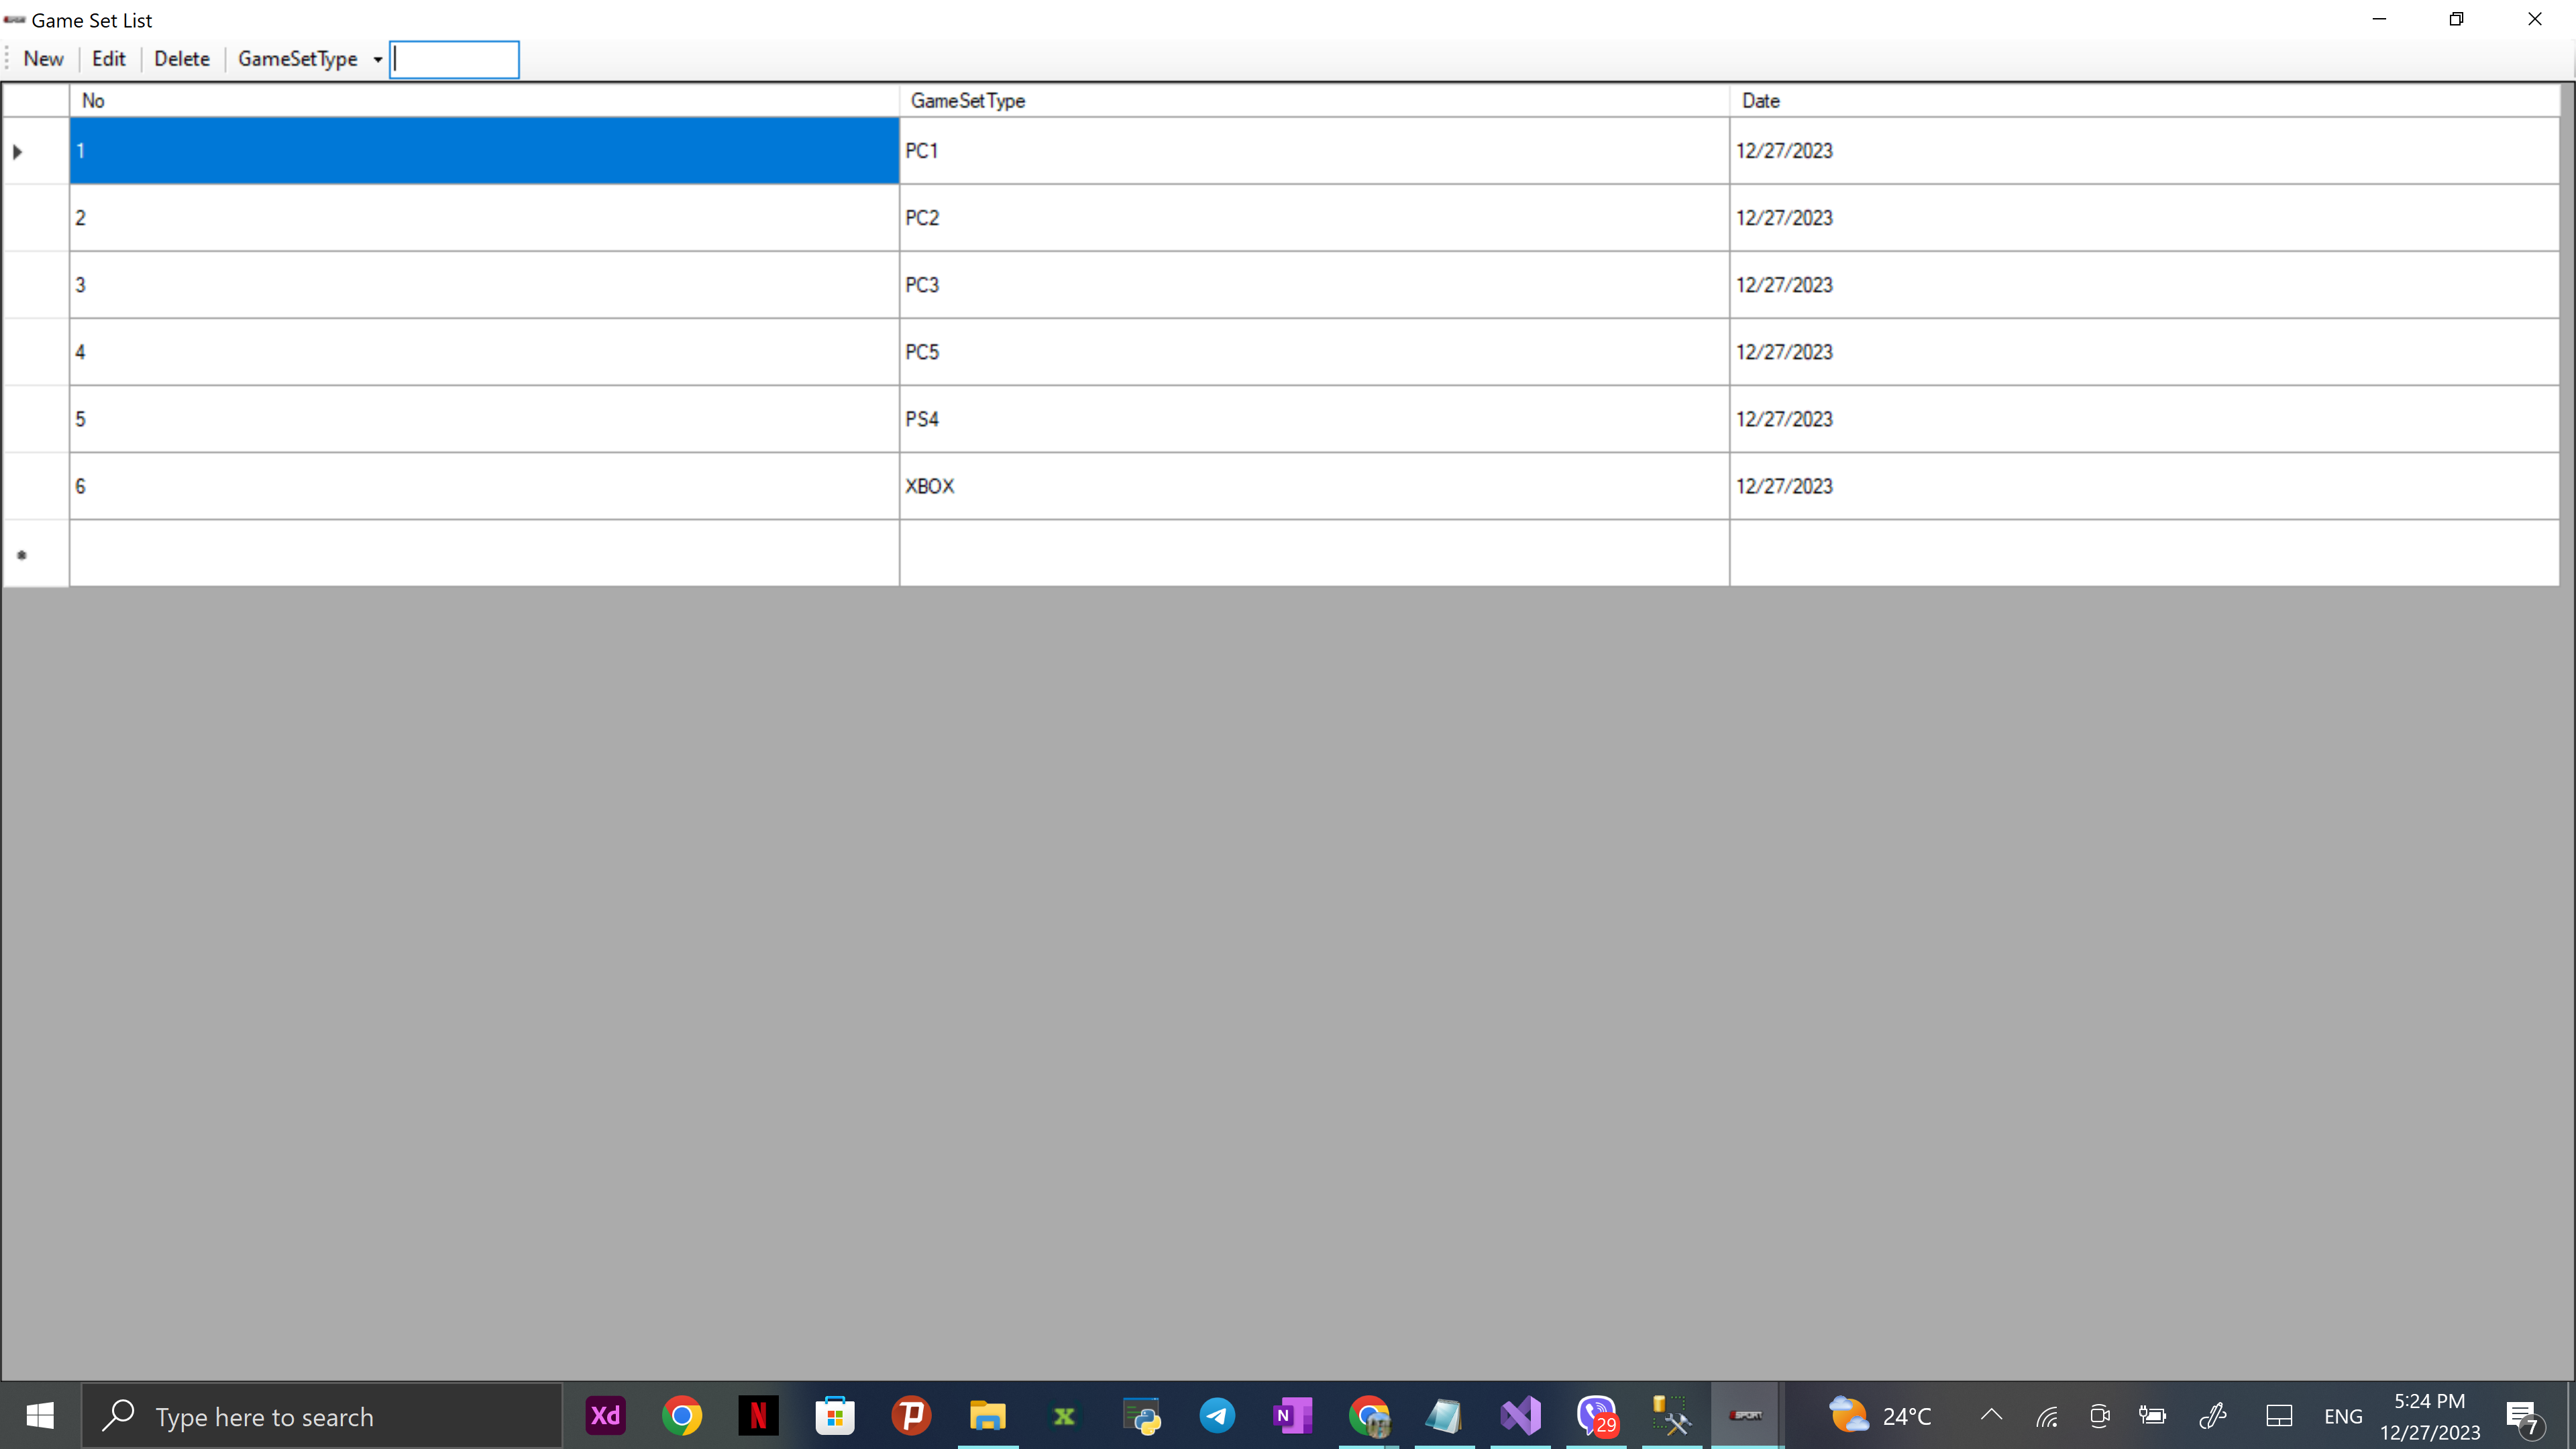 Game Set List
New Edit Delete GameSetType
No GameSetType Date
1 PC1 12/27/2023
2 PC2 12/27/2023
3 PC3 12/27/2023
4 PC5 12/27/2023
5 PS4 12/27/2023
6 XBOX 12/27/2023
Type here to search Xd N 29 24°C ENG 5:24 PM
12/27/2023 7